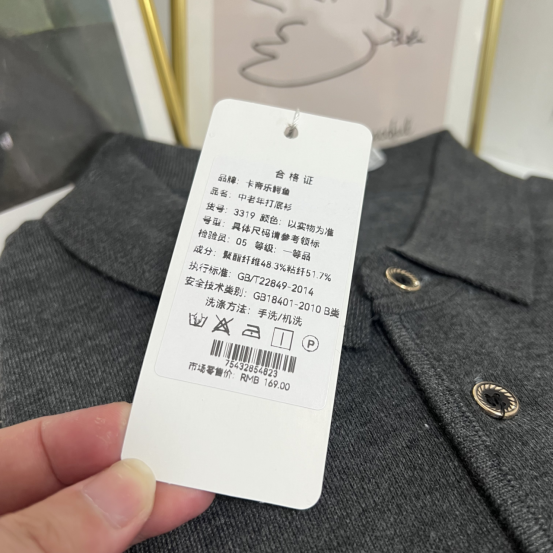 合格证
品牌: 卡帝乐鳄鱼
品名: 中老年打底衫
货号: 3319 颜色: 以实物为准
号型: 具体尺码请参考领标
检验员: 05 等级: 一等品
成分: 聚酯纤维48.3%粘纤51.7%
执行标准: GB/T22849-2014
安全技术类别: GB18401-2010 B类
洗涤方法: 手洗/机洗
P
75432854823
市场零售价: RMB 169.00